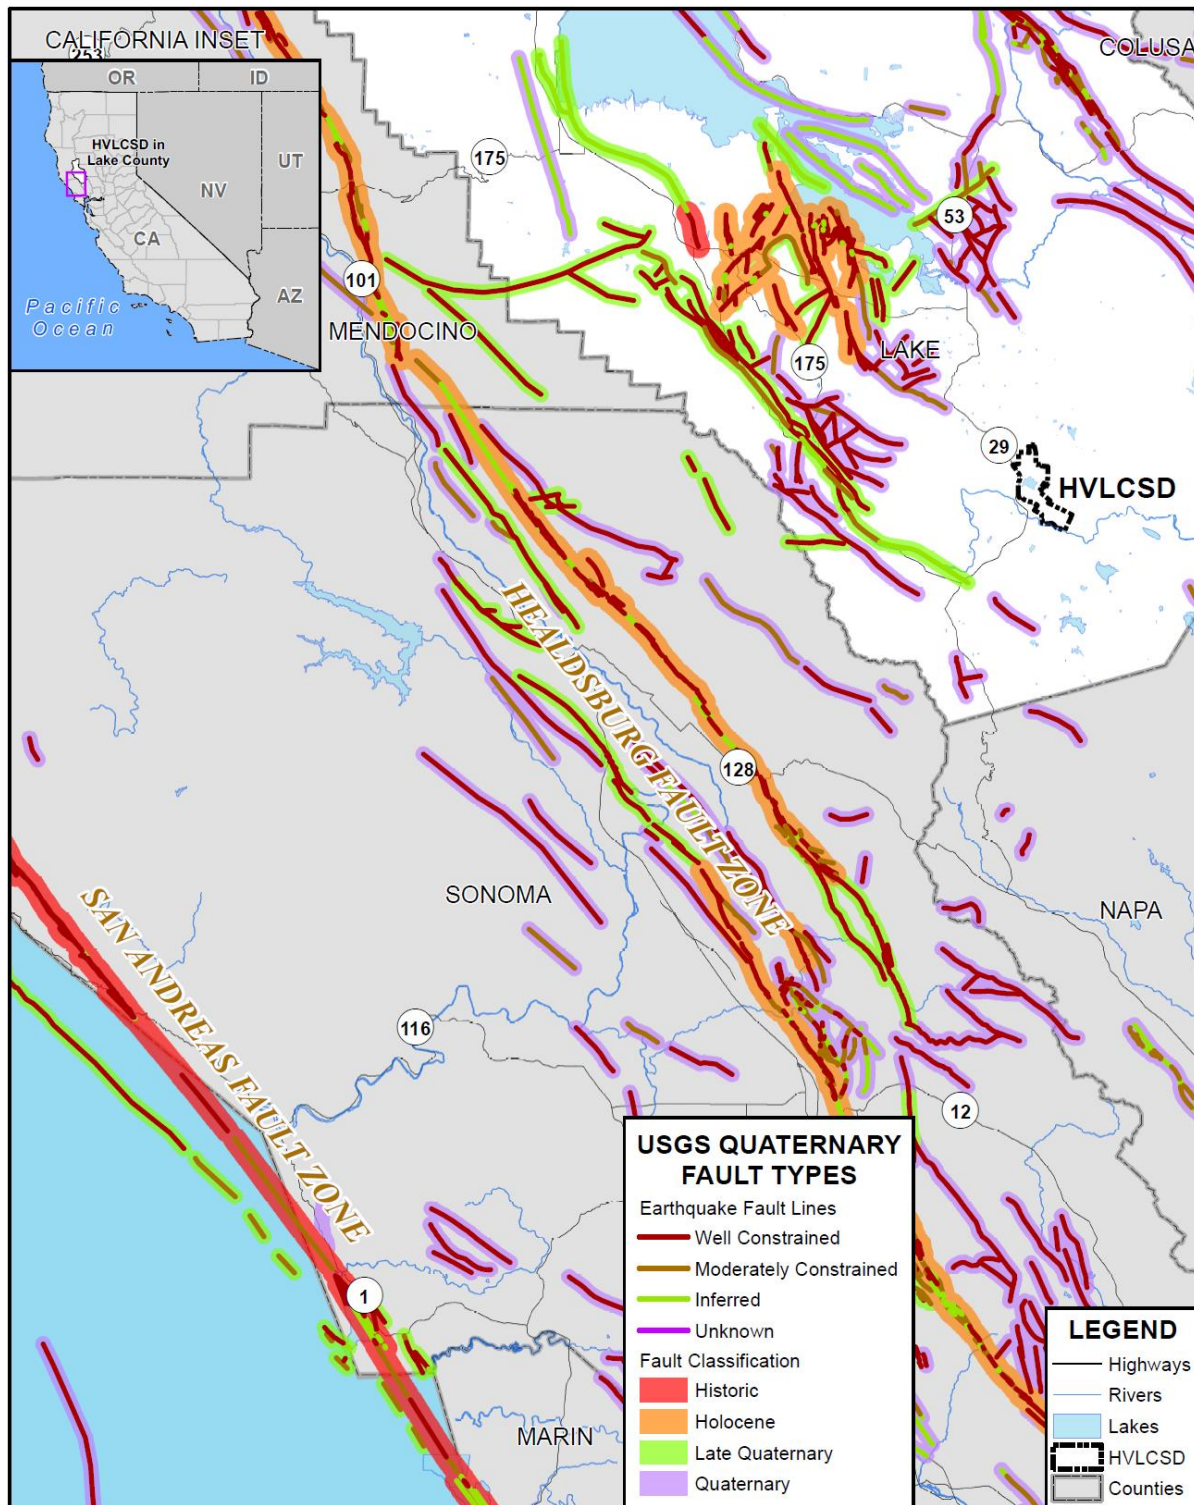 CALIFORNIA INSET
253
OR
ID
HVLCSD in
Lake County
UT
NV
CA
AZ
Pacific
Ocean
COLUSA
175
53
101
MENDOCINO
LAKE
175
29
HVLCSD
HEALDSBURG FAULT ZONE
128
SONOMA
NAPA
SAN ANDREAS FAULT ZONE
116
12
1
MARIN
USGS QUATERNARY
FAULT TYPES
Earthquake Fault Lines
Well Constrained
Moderately Constrained
Inferred
Unknown
Fault Classification
Historic
Holocene
Late Quaternary
Quaternary
LEGEND
Highways
Rivers
Lakes
HVLCSD
Counties